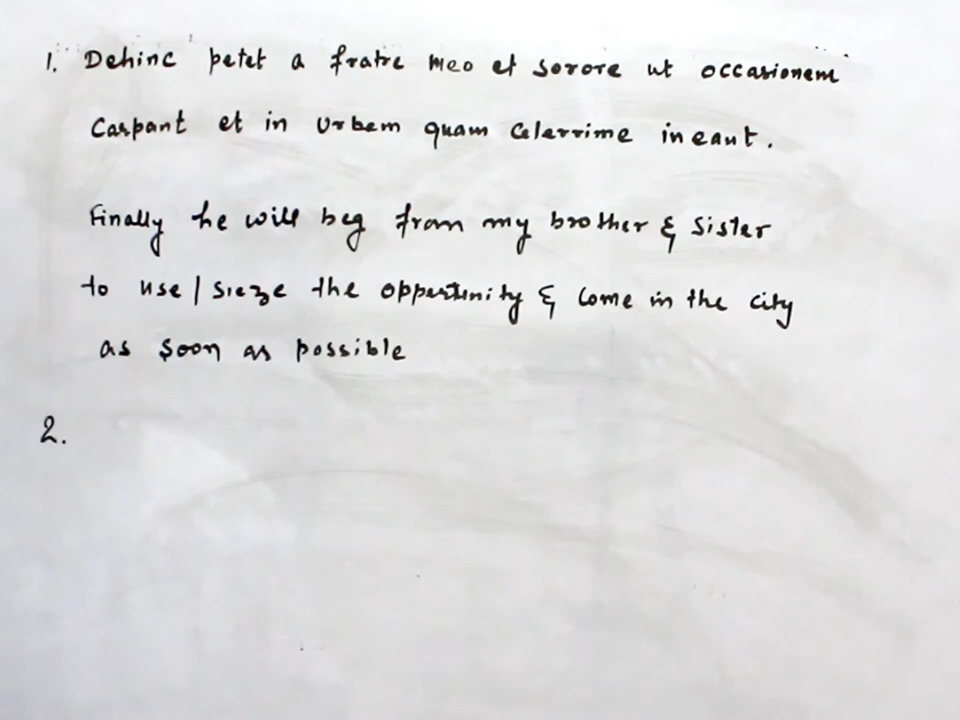 1. Dehinc petet a fratre meo et sorore ut occasionem
Carpant et in Urbem quam celerrime ineant.
Finally he will beg from my brother & Sister
to use / sieze the oppertunity & Come in the city
as soon as possible
2.